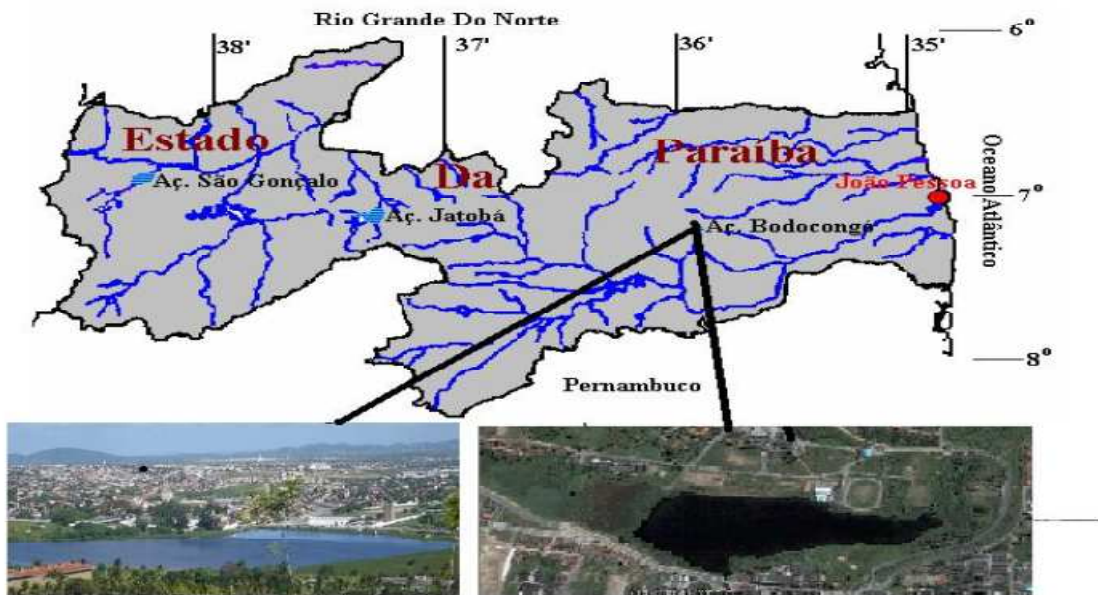 Rio Grande Do Norte
6°
38'
37'
36'
35'
Estado
Da
Paraíba
Aç. São Gonçalo
Aç. Jatobá
João Pessoa
7°
Aç. Bodocongó
Oceano Atlântico
8°
Pernambuco